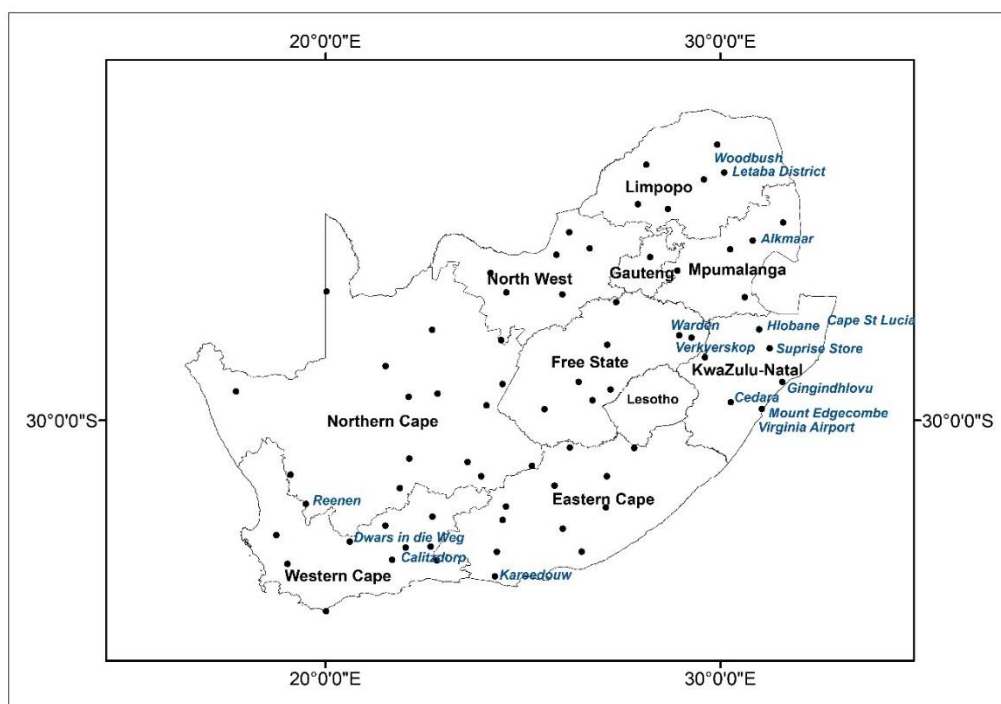 20°0'0"E 30°0'0"E
Woodbush
Letaba District
Limpopo
Alkmaar
North West
Gauteng
Mpumalanga
Warden
Hlobane
Cape St Lucia
Verkyverskop
Suprise Store
Free State
KwaZulu-Natal
Gingindhlovu
Lesotho
Cedara
Mount Edgecombe
Virginia Airport
30°0'0"S 30°0'0"S
Northern Cape
Eastern Cape
Reenen
Dwars in die Weg
Calitzdorp
Western Cape
Kareedouw
20°0'0"E 30°0'0"E